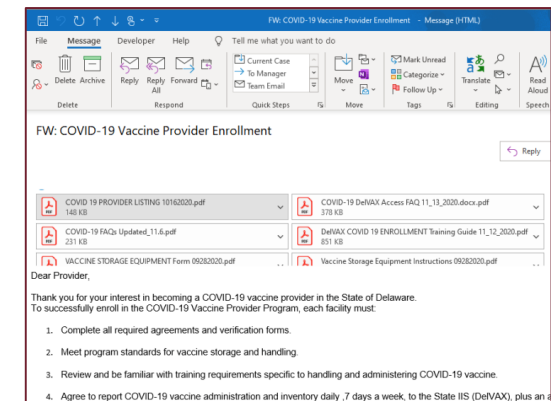 FW: COVID-19 Vaccine Provider Enrollment - Message (HTML)
File Message Developer Help Tell me what you want to do
Delete Archive Reply Reply All Forward Current Case To Manager Team Email Move Mark Unread Categorize Follow Up Translate Read Aloud
Delete Respond Quick Steps Move Tags Editing Speech
FW: COVID-19 Vaccine Provider Enrollment
Reply
COVID 19 PROVIDER LISTING 10162020.pdf
148 KB
COVID-19 DelVAX Access FAQ 11_13_2020.docx.pdf
378 KB
COVID-19 FAQs Updated_11.6.pdf
231 KB
DelVAX COVID 19 ENROLLMENT Training Guide 11_12_2020.pdf
851 KB
VACCINE STORAGE EQUIPMENT Form 09282020.pdf
Vaccine Storage Equipment Instructions 09282020.pdf
Dear Provider,
Thank you for your interest in becoming a COVID-19 vaccine provider in the State of Delaware.
To successfully enroll in the COVID-19 Vaccine Provider Program, each facility must:
1. Complete all required agreements and verification forms.
2. Meet program standards for vaccine storage and handling.
3. Review and be familiar with training requirements specific to handling and administering COVID-19 vaccine.
4. Agree to report COVID-19 vaccine administration and inventory daily ,7 days a week, to the State IIS (DelVAX), plus an a